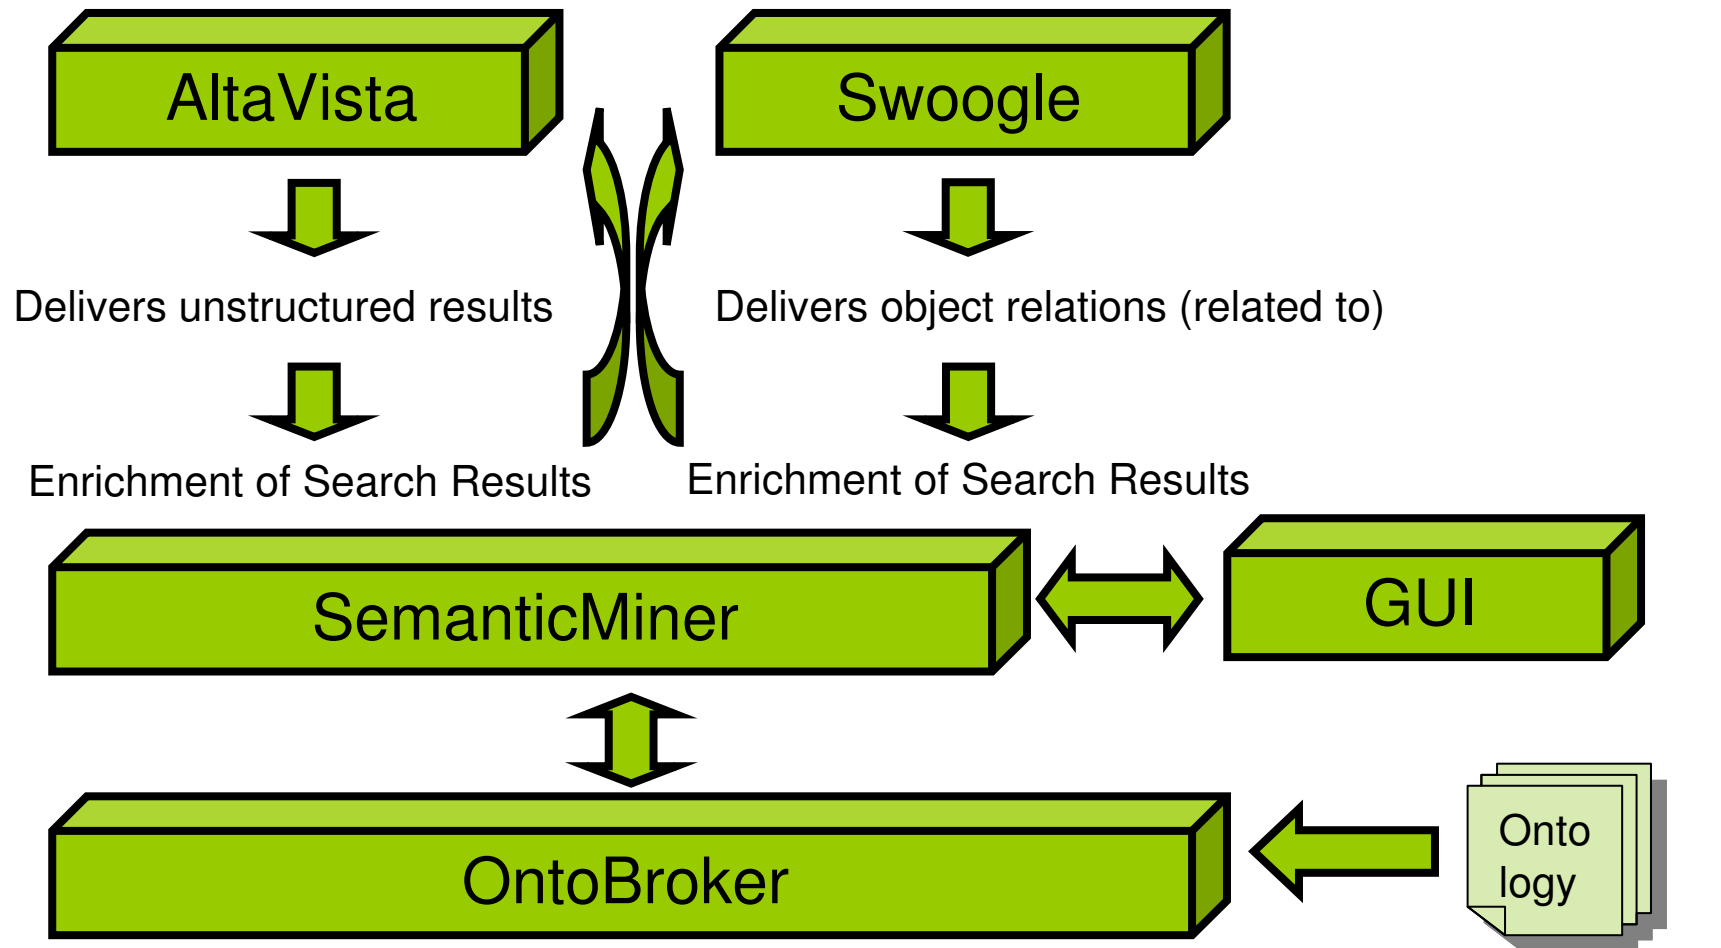 AltaVista
Swoogle
Delivers unstructured results
Delivers object relations (related to)
Enrichment of Search Results
Enrichment of Search Results
SemanticMiner
GUI
OntoBroker
Onto
logy